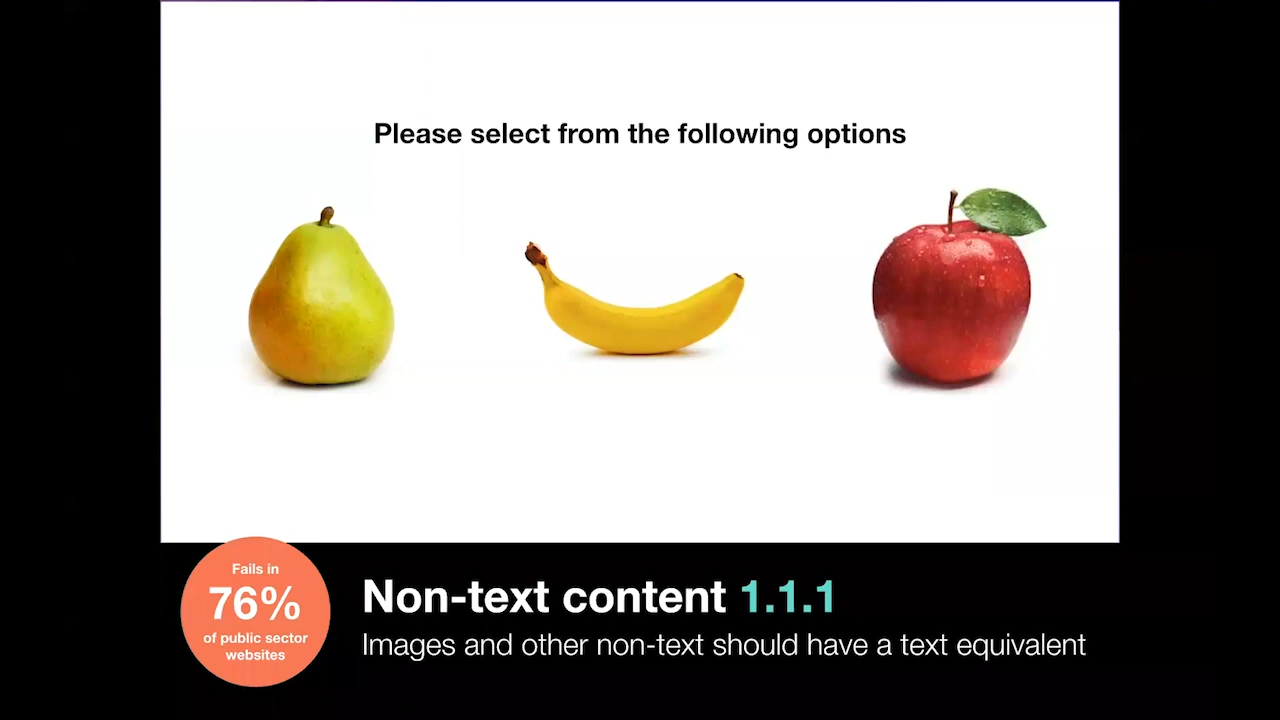 Please select from the following options
Fails in
76%
of public sector
websites
Non-text content 1.1.1
Images and other non-text should have a text equivalent